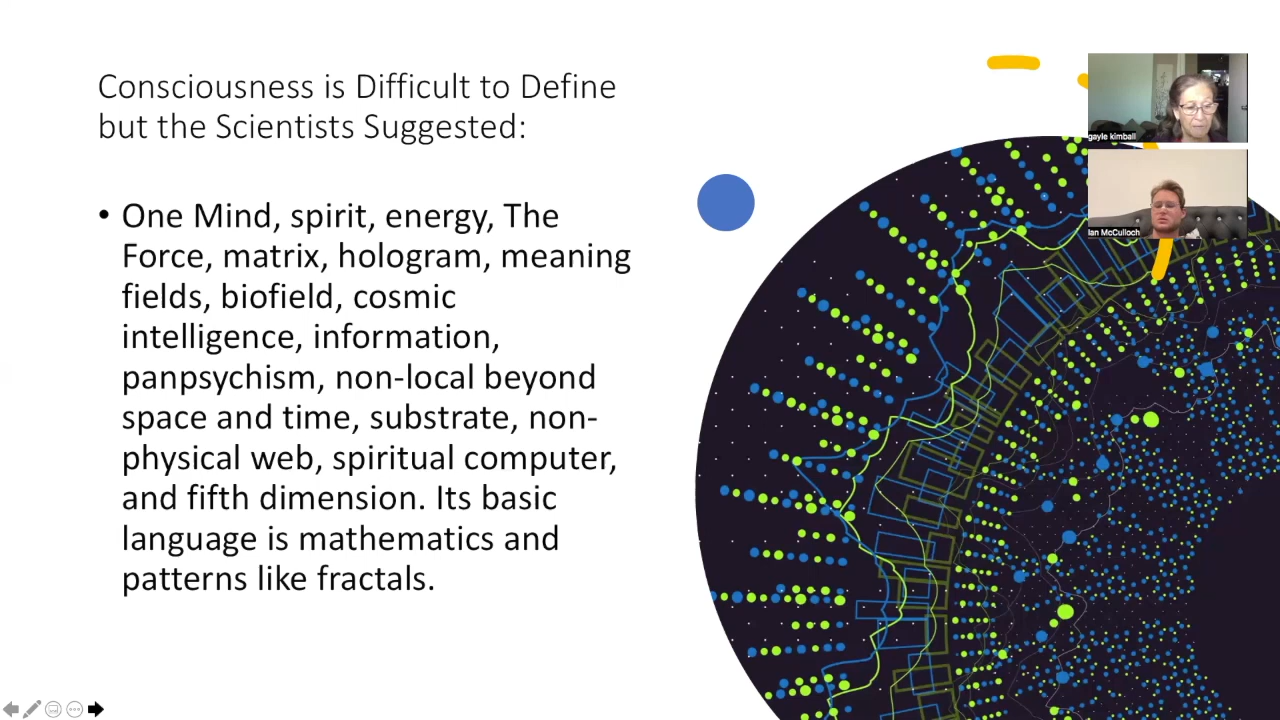 Consciousness is Difficult to Define
but the Scientists Suggested:
• One Mind, spirit, energy, The
Force, matrix, hologram, meaning
fields, biofield, cosmic
intelligence, information,
panpsychism, non-local beyond
space and time, substrate, non-
physical web, spiritual computer,
and fifth dimension. Its basic
language is mathematics and
patterns like fractals.
gayle kimball
Ian McCulloch